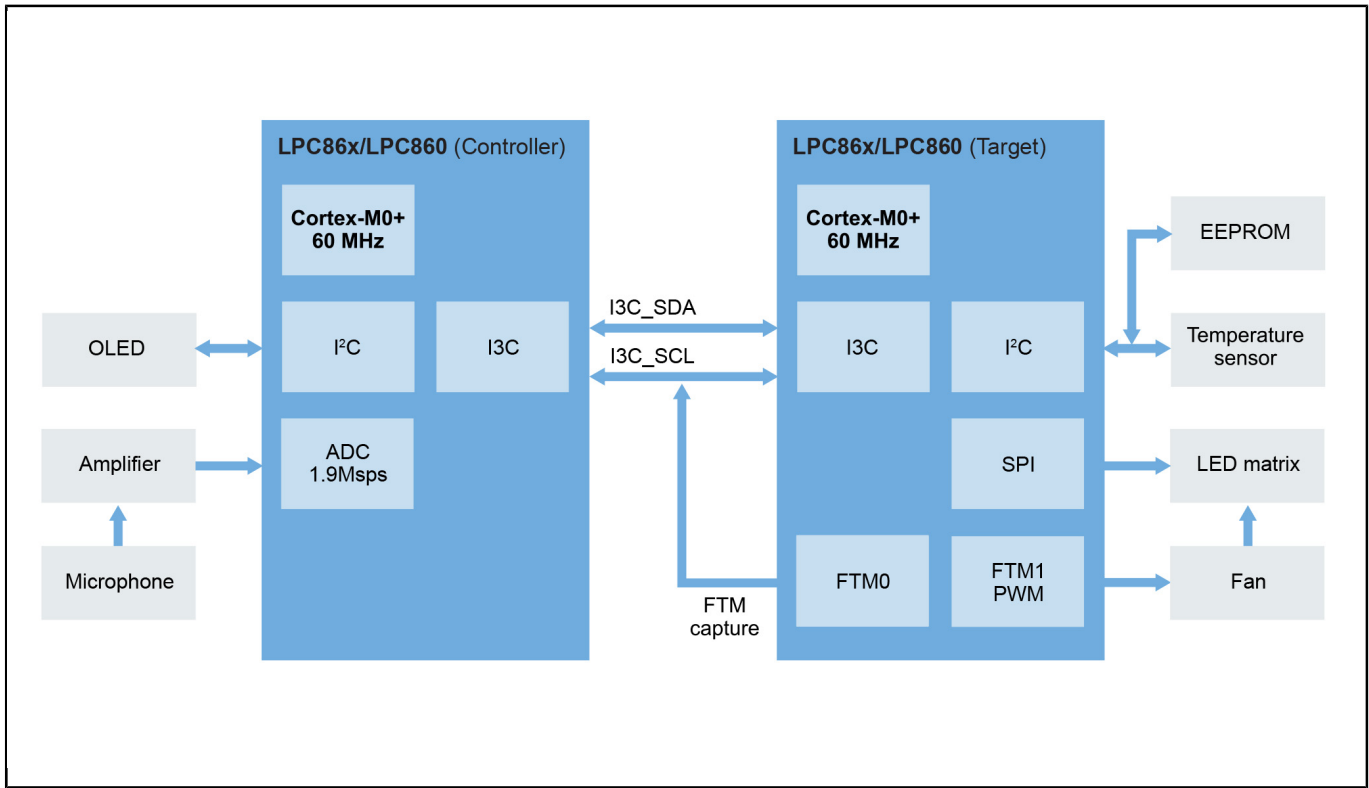 LPC86x/LPC860 (Controller)
Cortex-M0+
60 MHz
I²C
I3C
ADC
1.9Msps
OLED
Amplifier
Microphone
I3C_SDA
I3C_SCL
FTM
capture
LPC86x/LPC860 (Target)
Cortex-M0+
60 MHz
I3C
I²C
SPI
FTM0
FTM1
PWM
EEPROM
Temperature
sensor
LED matrix
Fan